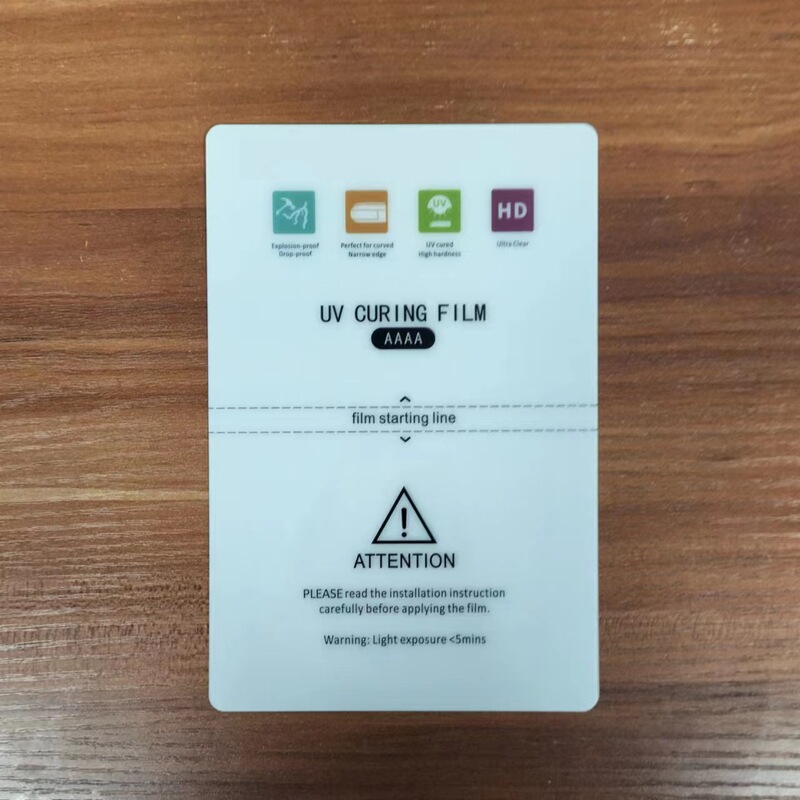 UV
HD
Explosion-proof
Drop-proof
Perfect for curved
Narrow edge
UV cured
High hardness
Ultra Clear
UV CURING FILM
AAAA
film starting line
!
ATTENTION
PLEASE read the installation instruction
carefully before applying the film.
Warning: Light exposure <5mins